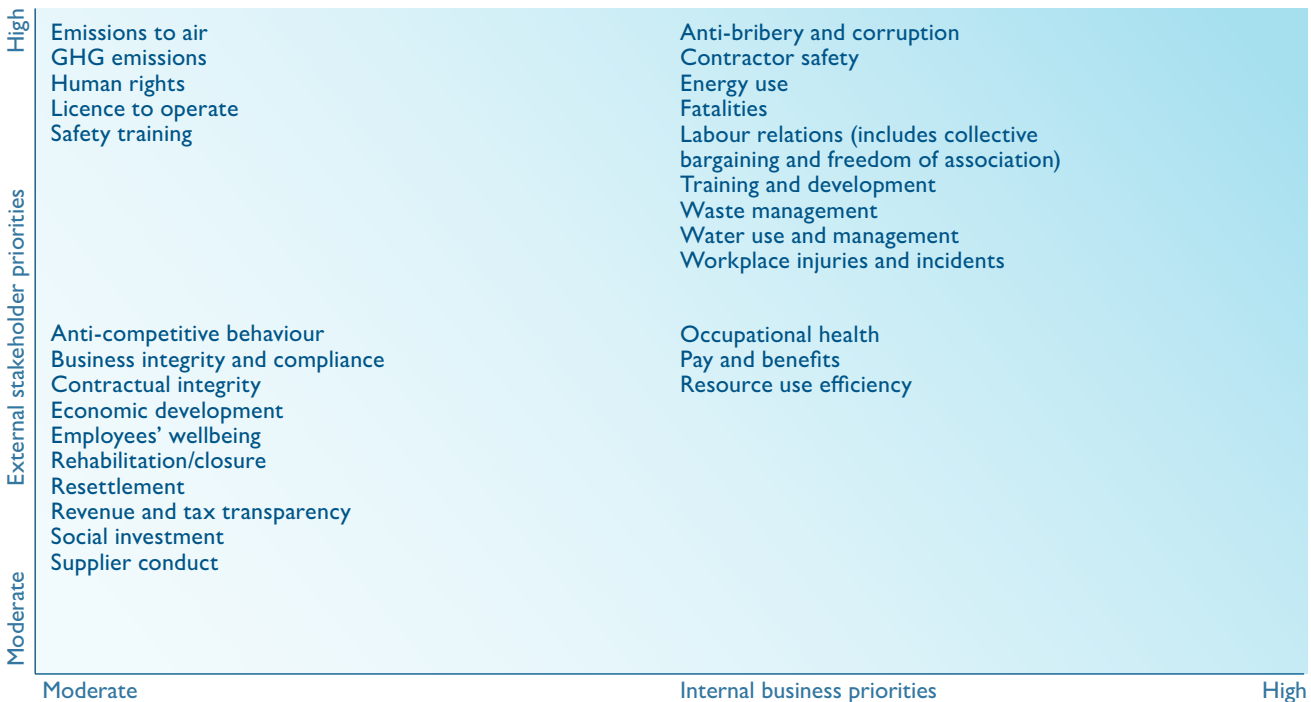 High
External stakeholder priorities
Moderate
Emissions to air
GHG emissions
Human rights
Licence to operate
Safety training
Anti-bribery and corruption
Contractor safety
Energy use
Fatalities
Labour relations (includes collective
bargaining and freedom of association)
Training and development
Waste management
Water use and management
Workplace injuries and incidents
Anti-competitive behaviour
Business integrity and compliance
Contractual integrity
Economic development
Employees’ wellbeing
Rehabilitation/closure
Resettlement
Revenue and tax transparency
Social investment
Supplier conduct
Occupational health
Pay and benefits
Resource use efficiency
Moderate
Internal business priorities
High